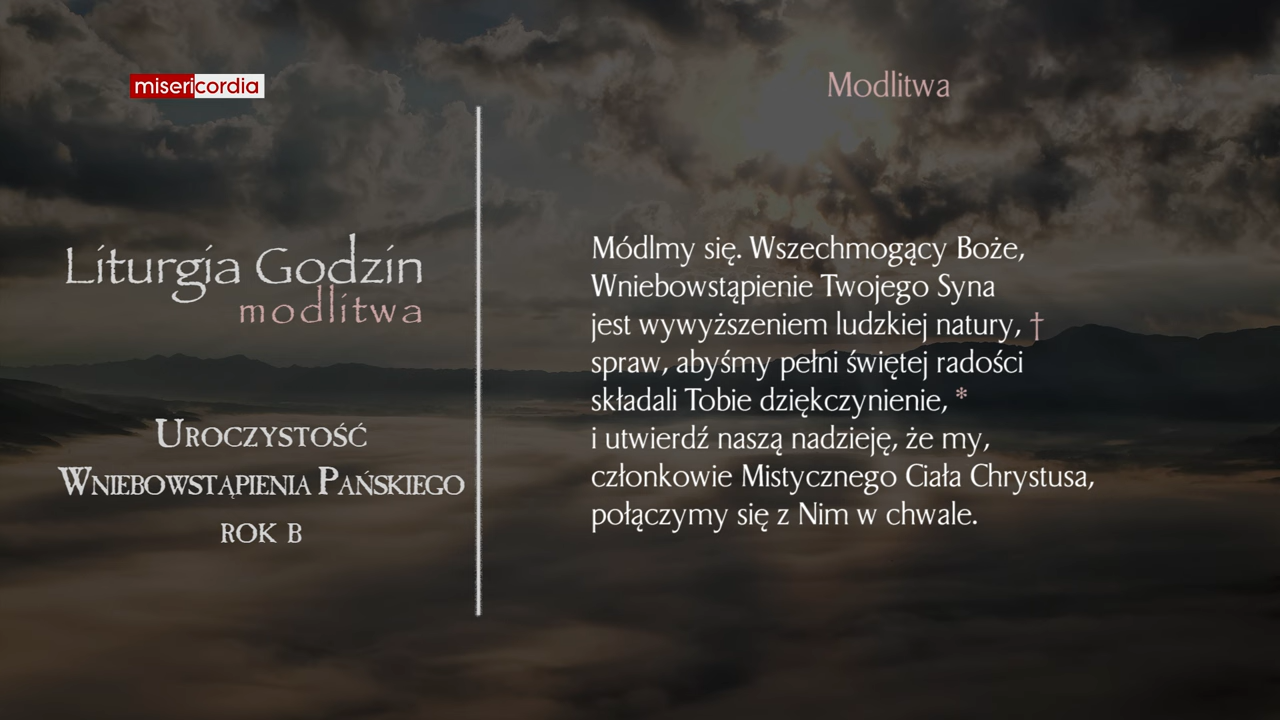 misericordia
Liturgia Godzin
modlitwa
Uroczystość
Wniebowstąpienia Pańskiego
rok B
Modlitwa
Módlmy się. Wszechmogący Boże,
Wniebowstąpienie Twojego Syna
jest wywyższeniem ludzkiej natury, †
spraw, abyśmy pełni świętej radości
składali Tobie dziękczynienie, *
i utwierdź naszą nadzieję, że my,
członkowie Mistycznego Ciała Chrystusa,
połączymy się z Nim w chwale.